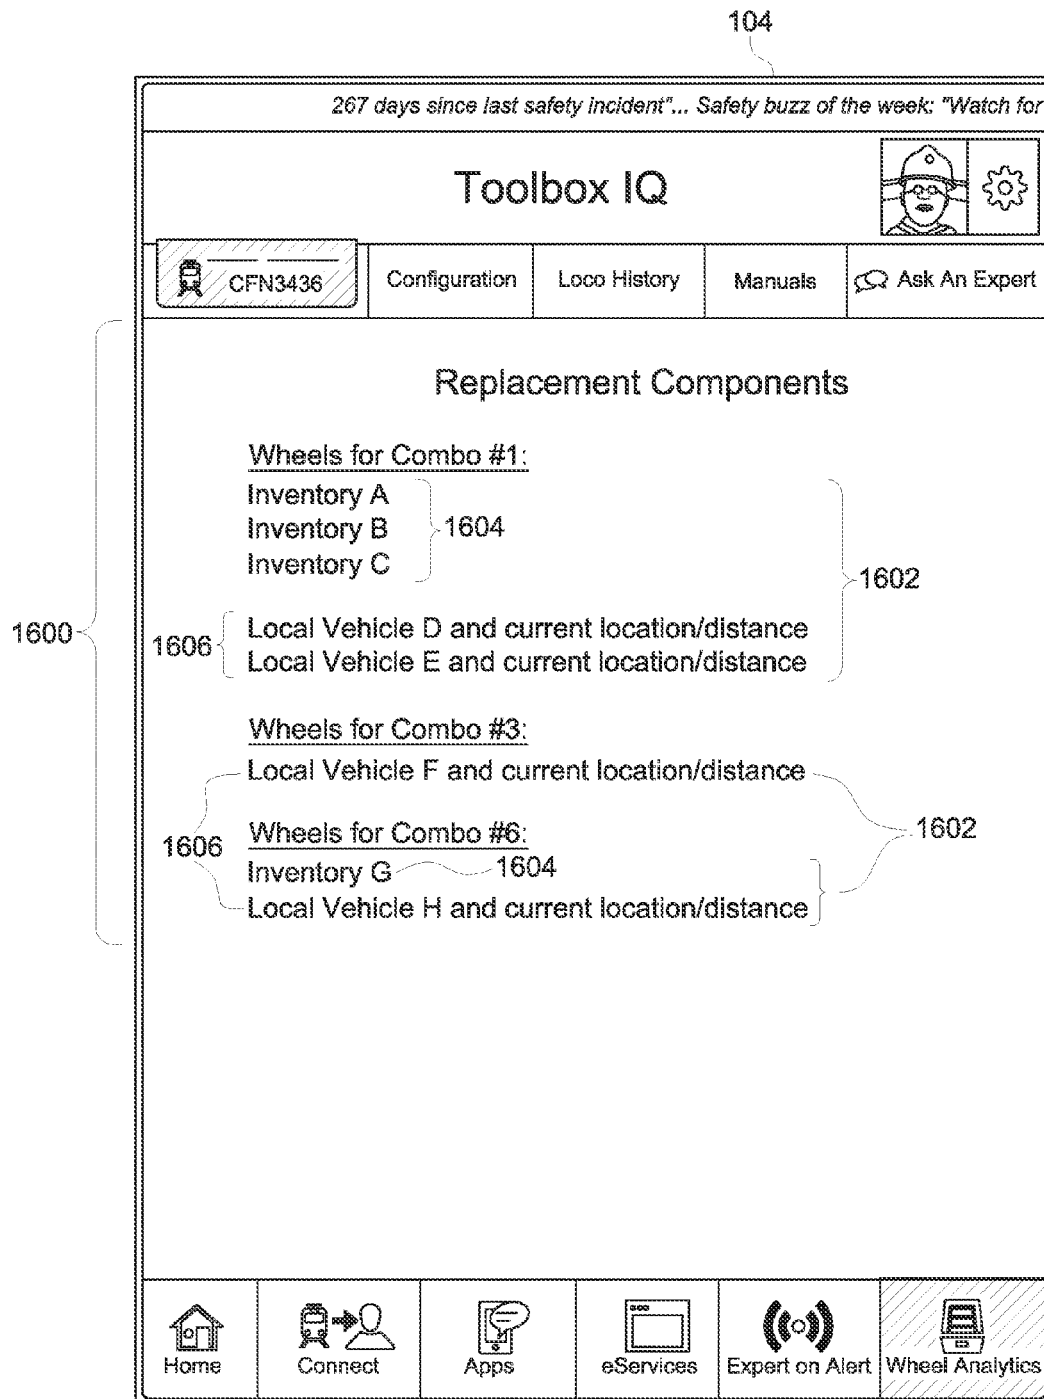 104
267 days since last safety incident"... Safety buzz of the week: "Watch for
Toolbox IQ
CFN3436
Configuration
Loco History
Manuals
Ask An Expert
Replacement Components
Wheels for Combo #1:
Inventory A
Inventory B
1604
Inventory C
1602
1600
1606
Local Vehicle D and current location/distance
Local Vehicle E and current location/distance
Wheels for Combo #3:
Local Vehicle F and current location/distance
1606
Wheels for Combo #6:
1602
Inventory G
1604
Local Vehicle H and current location/distance
Home
Connect
Apps
eServices
Expert on Alert
Wheel Analytics